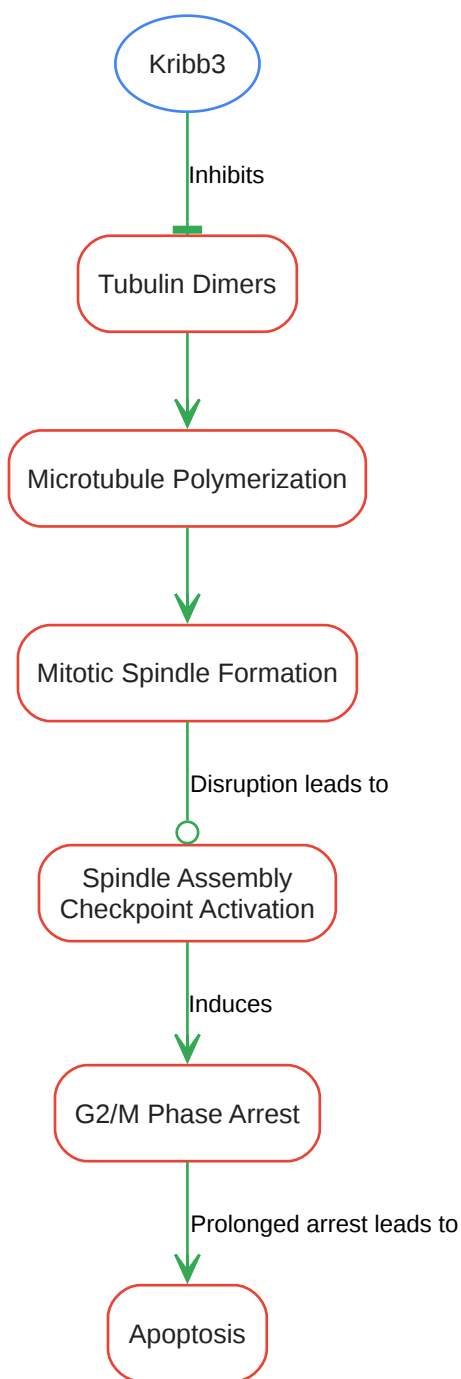 Kribb3
Inhibits
Tubulin Dimers
Microtubule Polymerization
Mitotic Spindle Formation
Disruption leads to
Spindle Assembly
Checkpoint Activation
Induces
G2/M Phase Arrest
Prolonged arrest leads to
Apoptosis